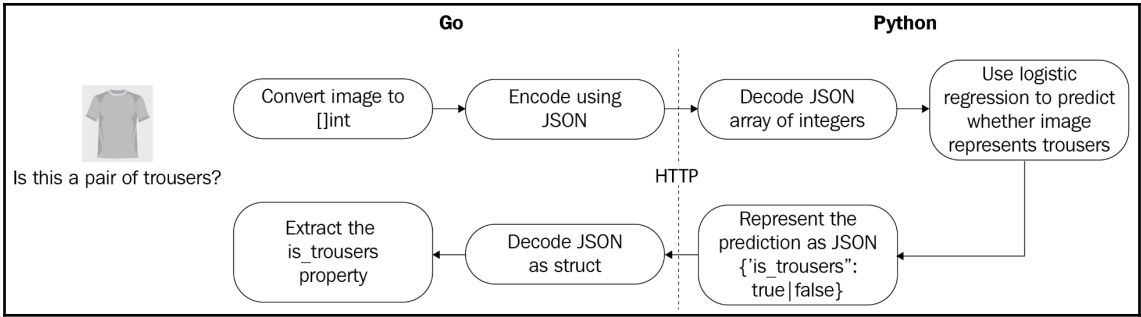 Go
Python
Is this a pair of trousers?
Convert image to
[]int
Encode using
JSON
Decode JSON
array of integers
Use logistic
regression to predict
whether image
represents trousers
HTTP
Represent the
prediction as JSON
{'is_trousers":
true|false}
Decode JSON
as struct
Extract the
is_trousers
property